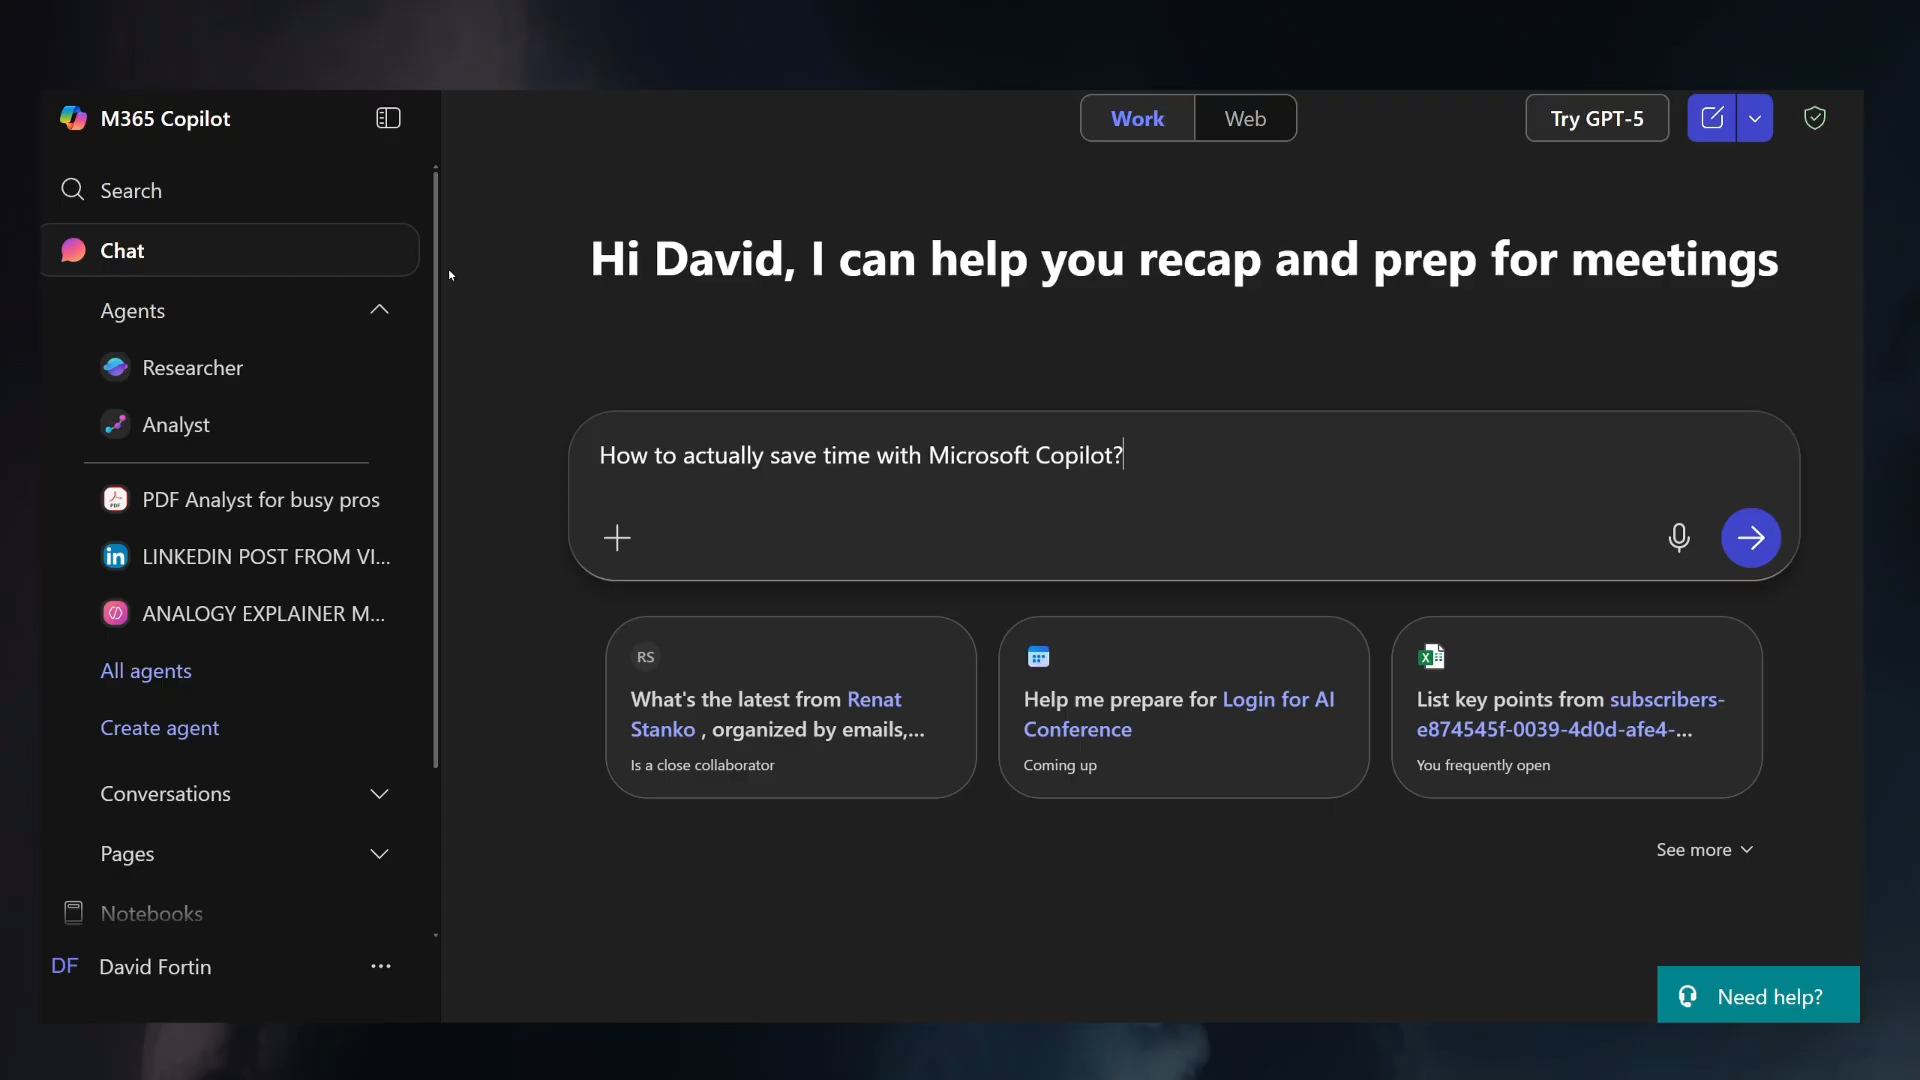 M365 Copilot
Search
Chat
Agents
Researcher
Analyst
PDF Analyst for busy pros
LINKEDIN POST FROM VI...
ANALOGY EXPLAINER M...
All agents
Create agent
Conversations
Pages
Notebooks
DF David Fortin
Work Web
Try GPT-5
Hi David, I can help you recap and prep for meetings
How to actually save time with Microsoft Copilot?
RS
What's the latest from Renat
Stanko , organized by emails,...
Is a close collaborator
Help me prepare for Login for AI
Conference
Coming up
List key points from subscribers-
e874545f-0039-4d0d-afe4-...
You frequently open
See more
Need help?